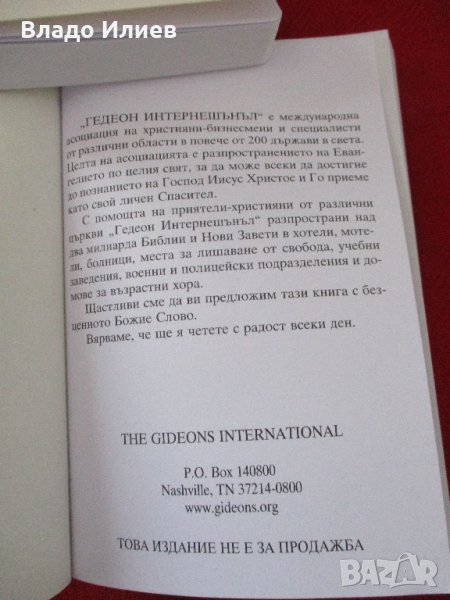 Владо Илиев
„ГЕДЕОН ИНТЕРНЕШЪНЪЛ“ е международна
асоциация на християни-бизнесмени и специалисти
от различни области в повече от 200 държави в света.
Целта на асоциацията е разпространението на Еван-
гелието по целия свят, за да може всеки да достигне
до познанието на Господ Иисус Христос и Го приеме
като свой личен Спасител.
С помощта на приятели-християни от различни
църкви „Гедеон Интернешънъл“ разпространи над
два милиарда Библии и Нови Завети в хотели, моте-
ли, болници, места за лишаване от свобода, учебни
заведения, военни и полицейски подразделения и до-
мове за възрастни хора.
Щастливи сме да ви предложим тази книга с без-
ценното Божие Слово.
Вярваме, че ще я четете с радост всеки ден.
THE GIDEONS INTERNATIONAL
P.O. Box 140800
Nashville, TN 37214-0800
www.gideons.org
ТОВА ИЗДАНИЕ НЕ Е ЗА ПРОДАЖБА
BAZAR